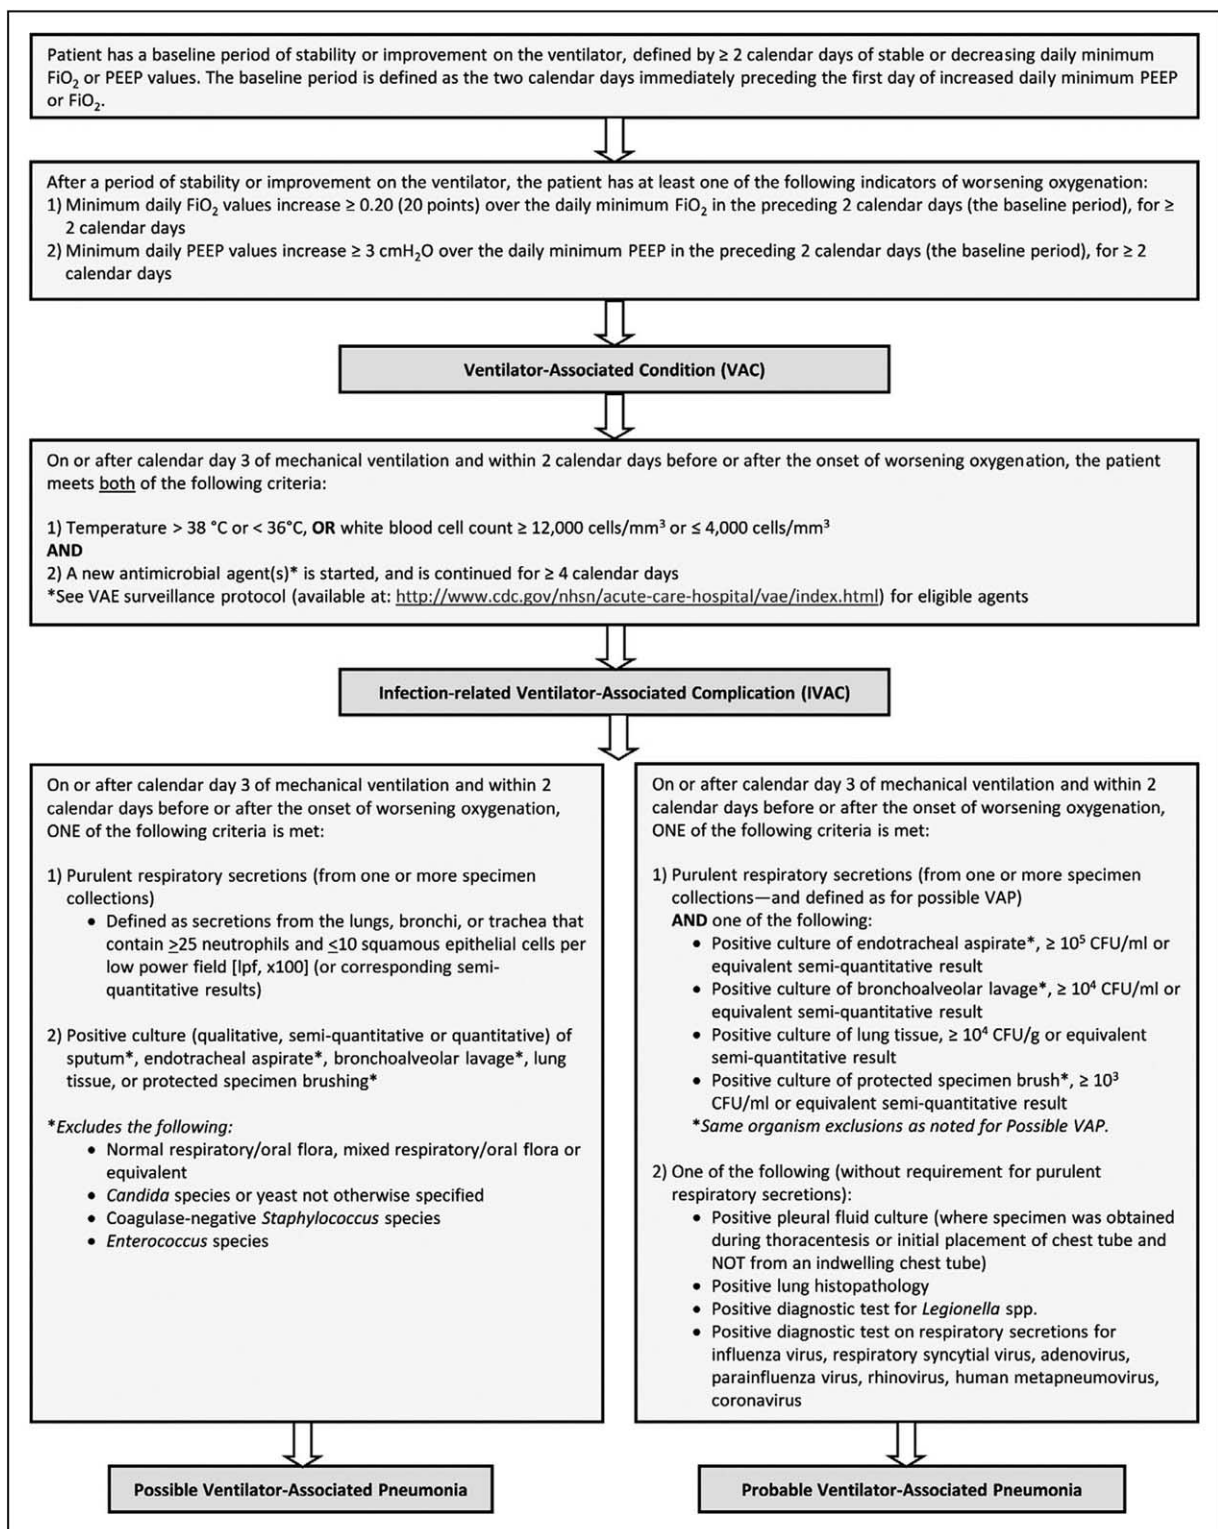 Patient has a baseline period of stability or improvement on the ventilator, defined by ≥ 2 calendar days of stable or decreasing daily minimum
FiO₂ or PEEP values. The baseline period is defined as the two calendar days immediately preceding the first day of increased daily minimum PEEP
or FiO₂.
After a period of stability or improvement on the ventilator, the patient has at least one of the following indicators of worsening oxygenation:
1) Minimum daily FiO₂ values increase ≥ 0.20 (20 points) over the daily minimum FiO₂ in the preceding 2 calendar days (the baseline period), for ≥
2 calendar days
2) Minimum daily PEEP values increase ≥ 3 cmH₂O over the daily minimum PEEP in the preceding 2 calendar days (the baseline period), for ≥ 2
calendar days
Ventilator-Associated Condition (VAC)
On or after calendar day 3 of mechanical ventilation and within 2 calendar days before or after the onset of worsening oxygenation, the patient
meets both of the following criteria:
1) Temperature > 38 °C or < 36°C, OR white blood cell count ≥ 12,000 cells/mm³ or ≤ 4,000 cells/mm³
AND
2) A new antimicrobial agent(s)* is started, and is continued for ≥ 4 calendar days
*See VAE surveillance protocol (available at: http://www.cdc.gov/nhsn/acute-care-hospital/vae/index.html) for eligible agents
Infection-related Ventilator-Associated Complication (IVAC)
On or after calendar day 3 of mechanical ventilation and within 2
calendar days before or after the onset of worsening oxygenation,
ONE of the following criteria is met:
1) Purulent respiratory secretions (from one or more specimen
collections)
• Defined as secretions from the lungs, bronchi, or trachea that
contain ≥25 neutrophils and ≤10 squamous epithelial cells per
low power field [lpf, x100] (or corresponding semi-
quantitative results)
2) Positive culture (qualitative, semi-quantitative or quantitative) of
sputum*, endotracheal aspirate*, bronchoalveolar lavage*, lung
tissue, or protected specimen brushing*
*Excludes the following:
• Normal respiratory/oral flora, mixed respiratory/oral flora or
equivalent
• Candida species or yeast not otherwise specified
• Coagulase-negative Staphylococcus species
• Enterococcus species
Possible Ventilator-Associated Pneumonia
On or after calendar day 3 of mechanical ventilation and within 2
calendar days before or after the onset of worsening oxygenation,
ONE of the following criteria is met:
1) Purulent respiratory secretions (from one or more specimen
collections—and defined as for possible VAP)
AND one of the following:
• Positive culture of endotracheal aspirate*, ≥ 10⁵ CFU/ml or
equivalent semi-quantitative result
• Positive culture of bronchoalveolar lavage*, ≥ 10⁴ CFU/ml or
equivalent semi-quantitative result
• Positive culture of lung tissue, ≥ 10⁴ CFU/g or equivalent
semi-quantitative result
• Positive culture of protected specimen brush*, ≥ 10³
CFU/ml or equivalent semi-quantitative result
*Same organism exclusions as noted for Possible VAP.
2) One of the following (without requirement for purulent
respiratory secretions):
• Positive pleural fluid culture (where specimen was obtained
during thoracentesis or initial placement of chest tube and
NOT from an indwelling chest tube)
• Positive lung histopathology
• Positive diagnostic test for Legionella spp.
• Positive diagnostic test on respiratory secretions for
influenza virus, respiratory syncytial virus, adenovirus,
parainfluenza virus, rhinovirus, human metapneumovirus,
coronavirus
Probable Ventilator-Associated Pneumonia